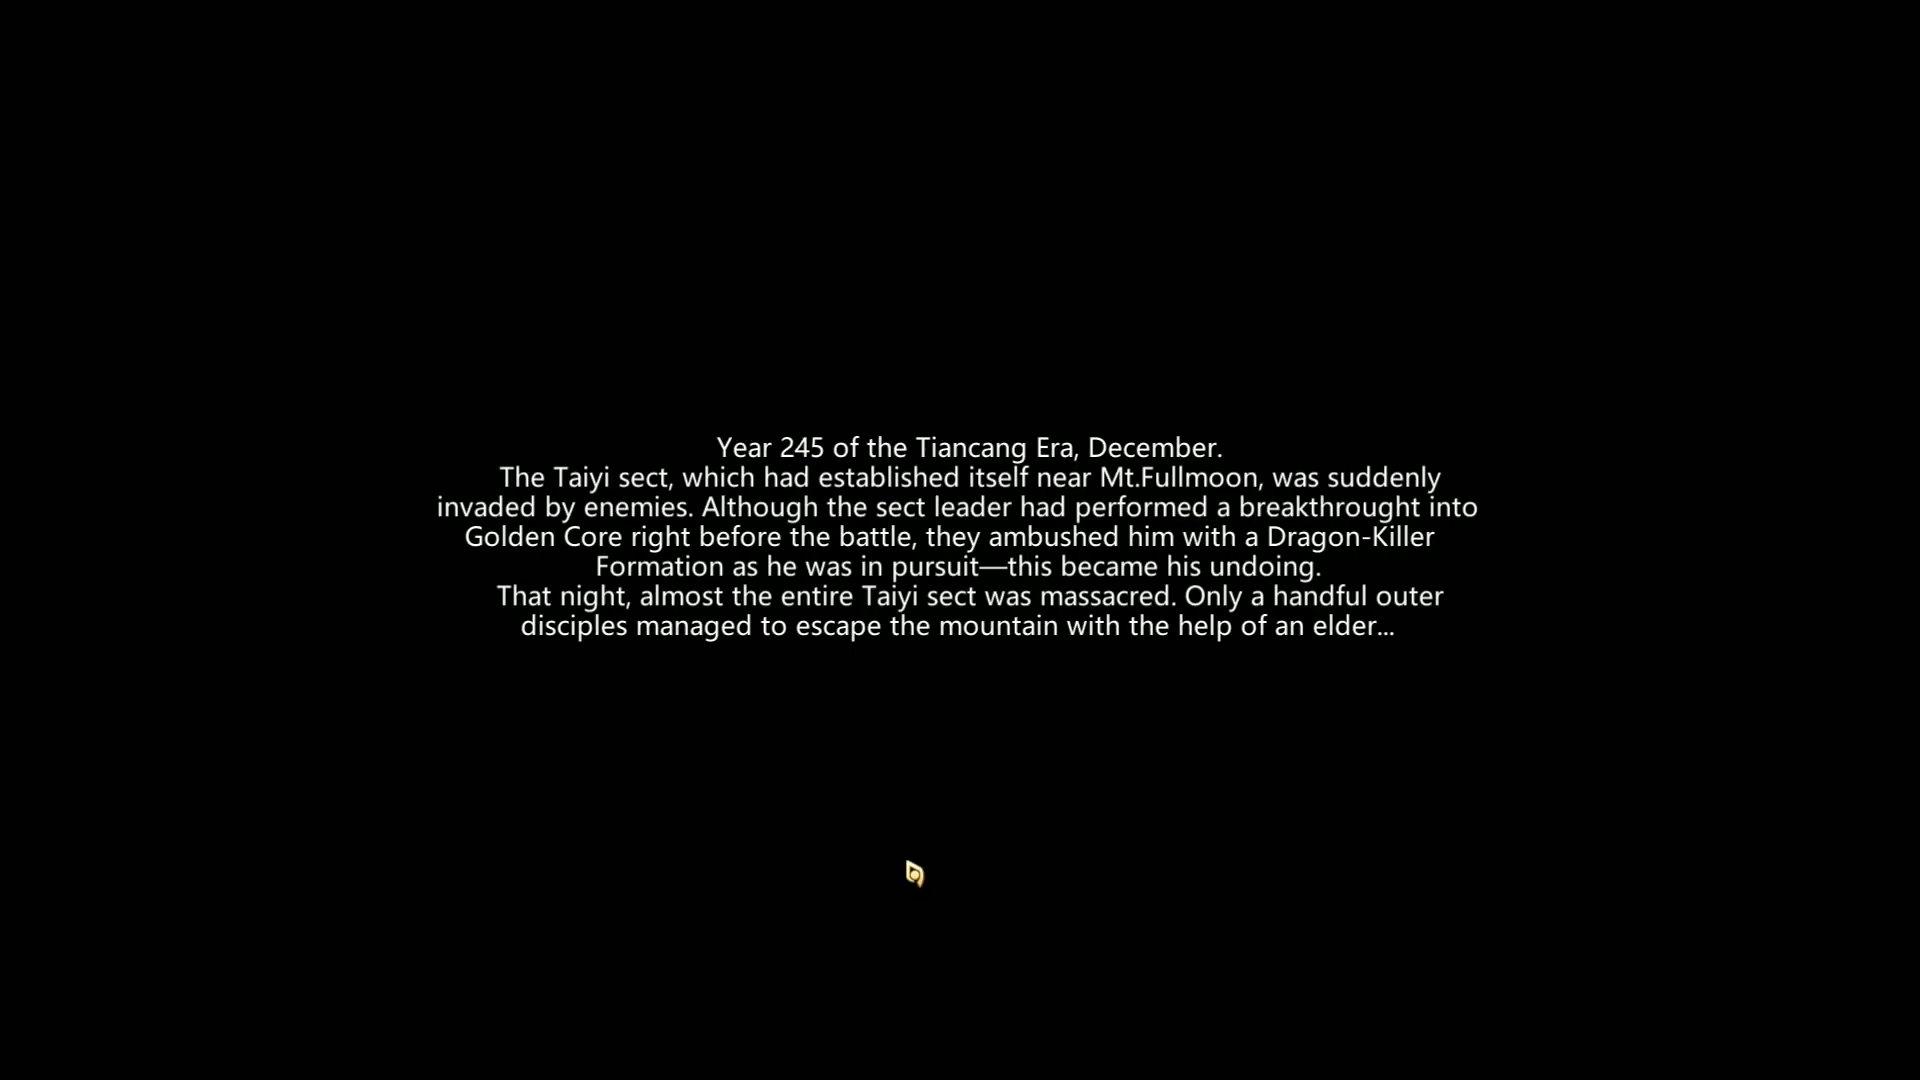 Year 245 of the Tiancang Era, December.
The Taiyi sect, which had established itself near Mt.Fullmoon, was suddenly
invaded by enemies. Although the sect leader had performed a breakthrought into
Golden Core right before the battle, they ambushed him with a Dragon-Killer
Formation as he was in pursuit—this became his undoing.
That night, almost the entire Taiyi sect was massacred. Only a handful outer
disciples managed to escape the mountain with the help of an elder...